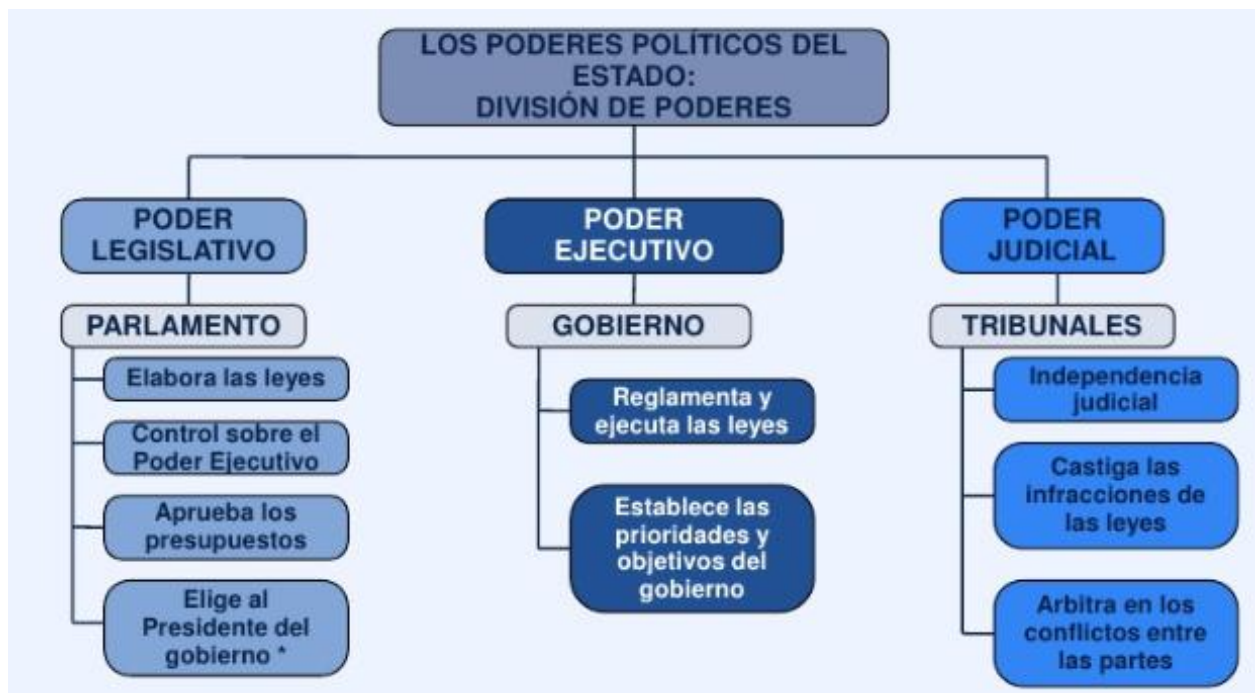 LOS PODERES POLÍTICOS DEL
ESTADO:
DIVISIÓN DE PODERES
PODER
LEGISLATIVO
PARLAMENTO
Elabora las leyes
Control sobre el
Poder Ejecutivo
Aprueba los
presupuestos
Elige al
Presidente del
gobierno *
PODER
EJECUTIVO
GOBIERNO
Reglamenta y
ejecuta las leyes
Establece las
prioridades y
objetivos del
gobierno
PODER
JUDICIAL
TRIBUNALES
Independencia
judicial
Castiga las
infracciones de
las leyes
Arbitra en los
conflictos entre
las partes